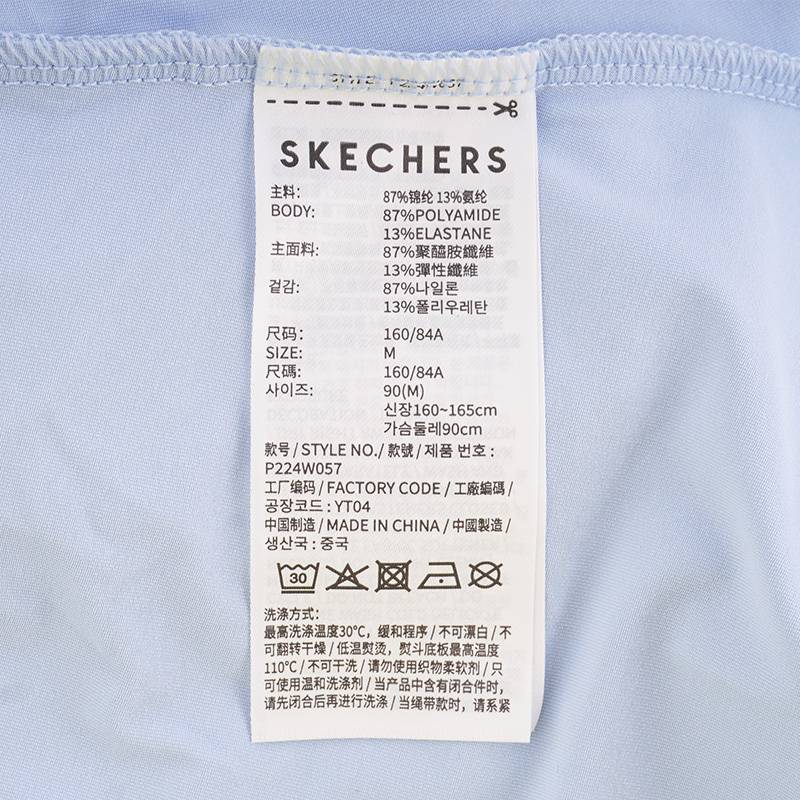 SKECHERS
主料: 87%锦纶 13%氨纶
BODY: 87%POLYAMIDE
13%ELASTANE
主面料: 87%聚醯胺纖維
13%彈性纖維
겉감: 87%나일론
13%폴리우레탄
尺码: 160/84A
SIZE: M
尺碼: 160/84A
사이즈: 90(M)
신장160~165cm
가슴둘레90cm
款号 / STYLE NO./ 款號 / 제품 번호 :
P224W057
工厂编码 / FACTORY CODE / 工廠編碼 /
공장코드 : YT04
中国制造 / MADE IN CHINA / 中國製造 /
생산국 : 중국
30
洗涤方式:
最高洗涤温度30℃，缓和程序 / 不可漂白 / 不
可翻转干燥 / 低温熨烫，熨斗底板最高温度
110℃ / 不可干洗 / 请勿使用织物柔软剂 / 只
可使用温和洗涤剂 / 当产品中含有闭合件时，
请先闭合后再进行洗涤 / 当绳带款时，请系紧